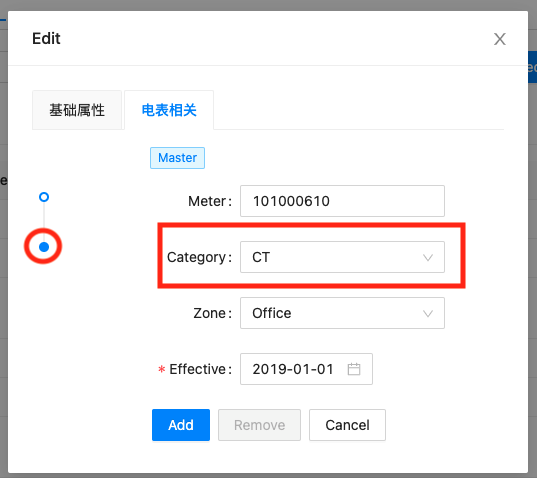 Edit
基础属性 电表相关
Master
Meter: 101000610
Category: CT
Zone: Office
* Effective: 2019-01-01
Add Remove Cancel